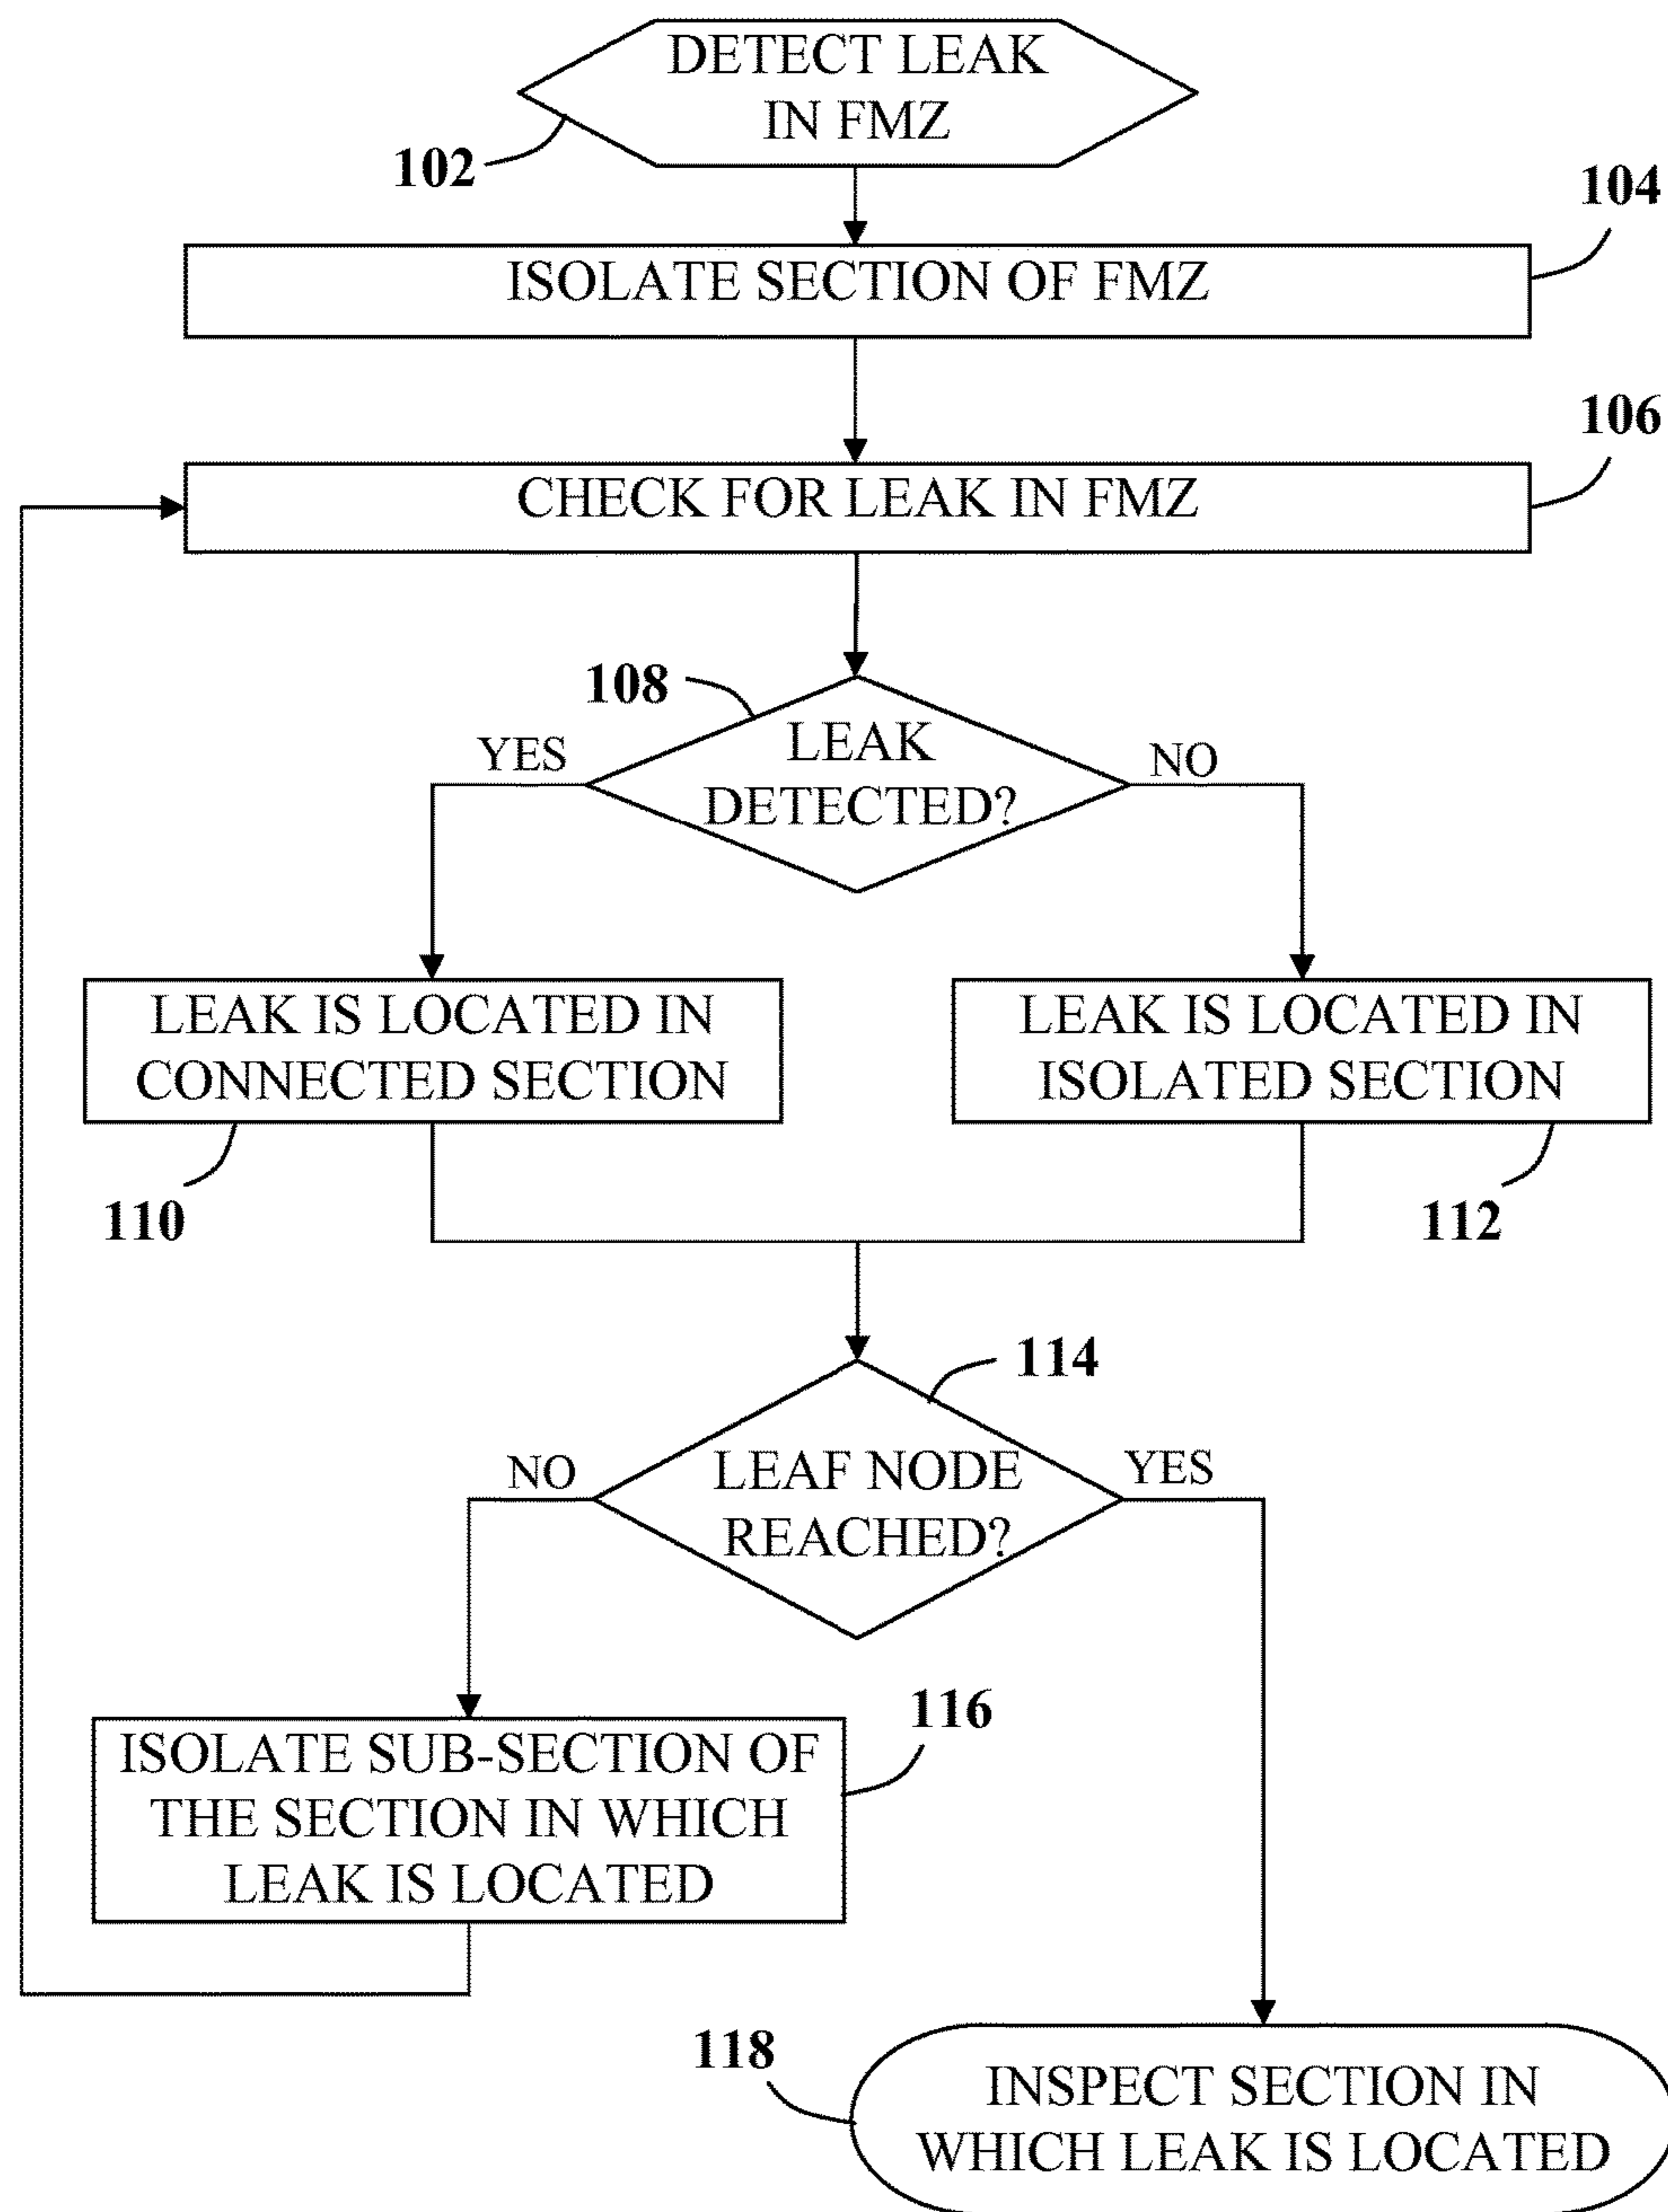 DETECT LEAK
IN FMZ
102
104
ISOLATE SECTION OF FMZ
106
CHECK FOR LEAK IN FMZ
108
YES
LEAK
DETECTED?
NO
LEAK IS LOCATED IN
CONNECTED SECTION
LEAK IS LOCATED IN
ISOLATED SECTION
110
112
114
NO
LEAF NODE
REACHED?
YES
116
ISOLATE SUB-SECTION OF
THE SECTION IN WHICH
LEAK IS LOCATED
118
INSPECT SECTION IN
WHICH LEAK IS LOCATED